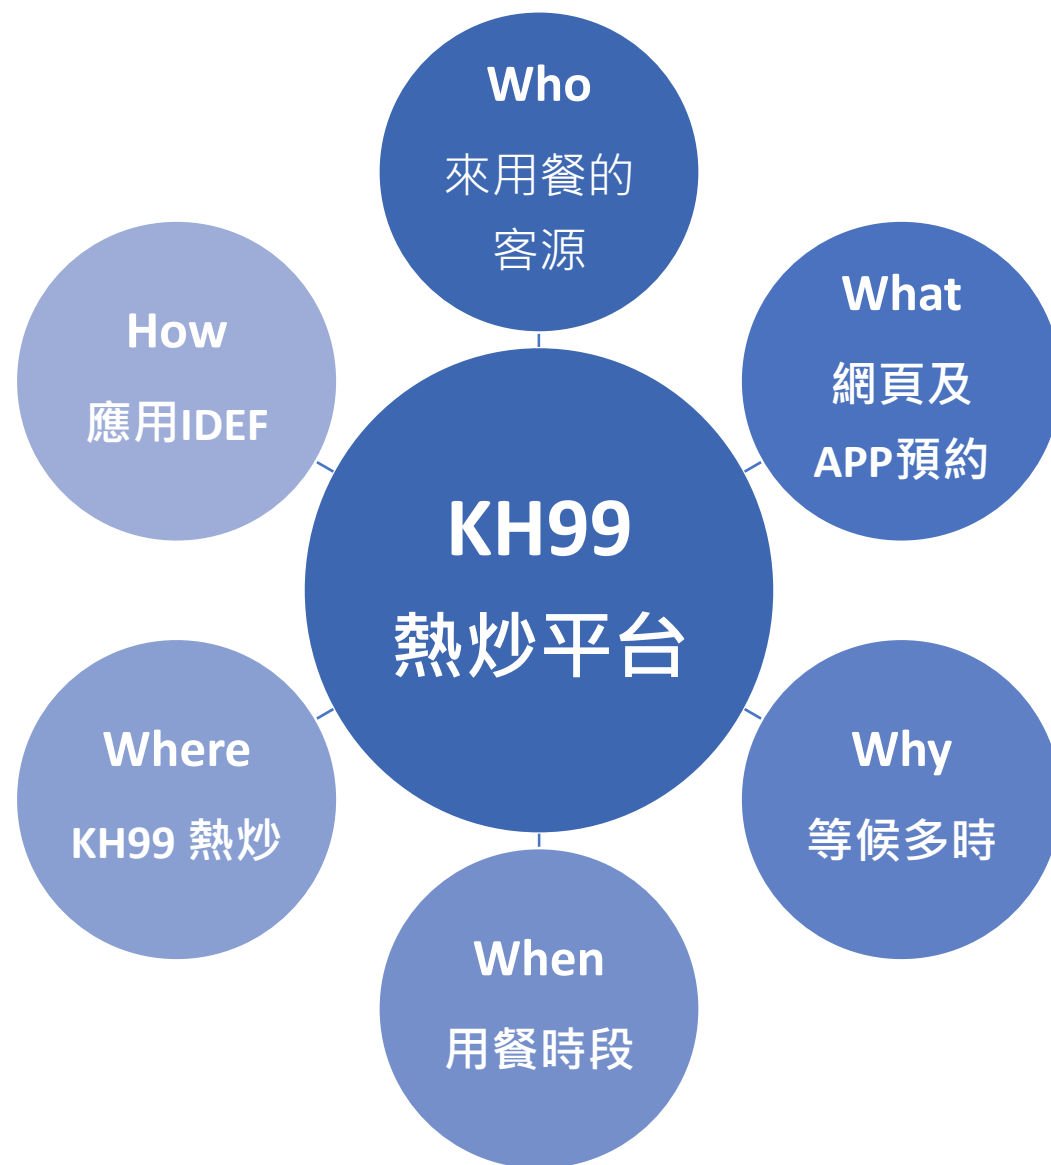 Who
來用餐的
客源
What
網頁及
APP預約
Why
等候多時
When
用餐時段
Where
KH99 熱炒
How
應用IDEF
KH99
熱炒平台